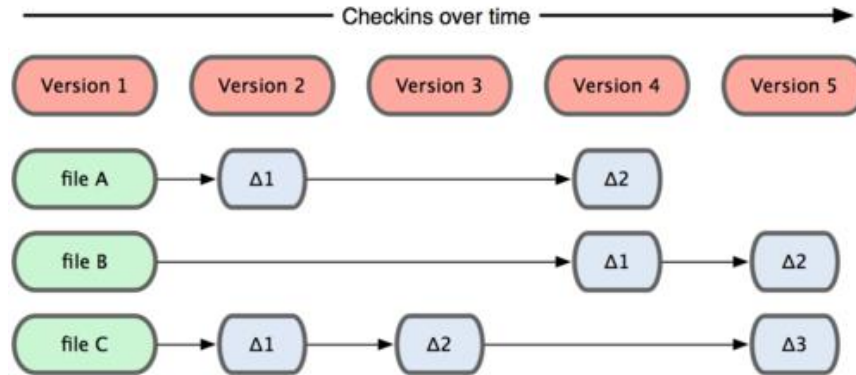 Checkins over time
Version 1 Version 2 Version 3 Version 4 Version 5
file A Δ1 Δ2
file B Δ1 Δ2
file C Δ1 Δ2 Δ3